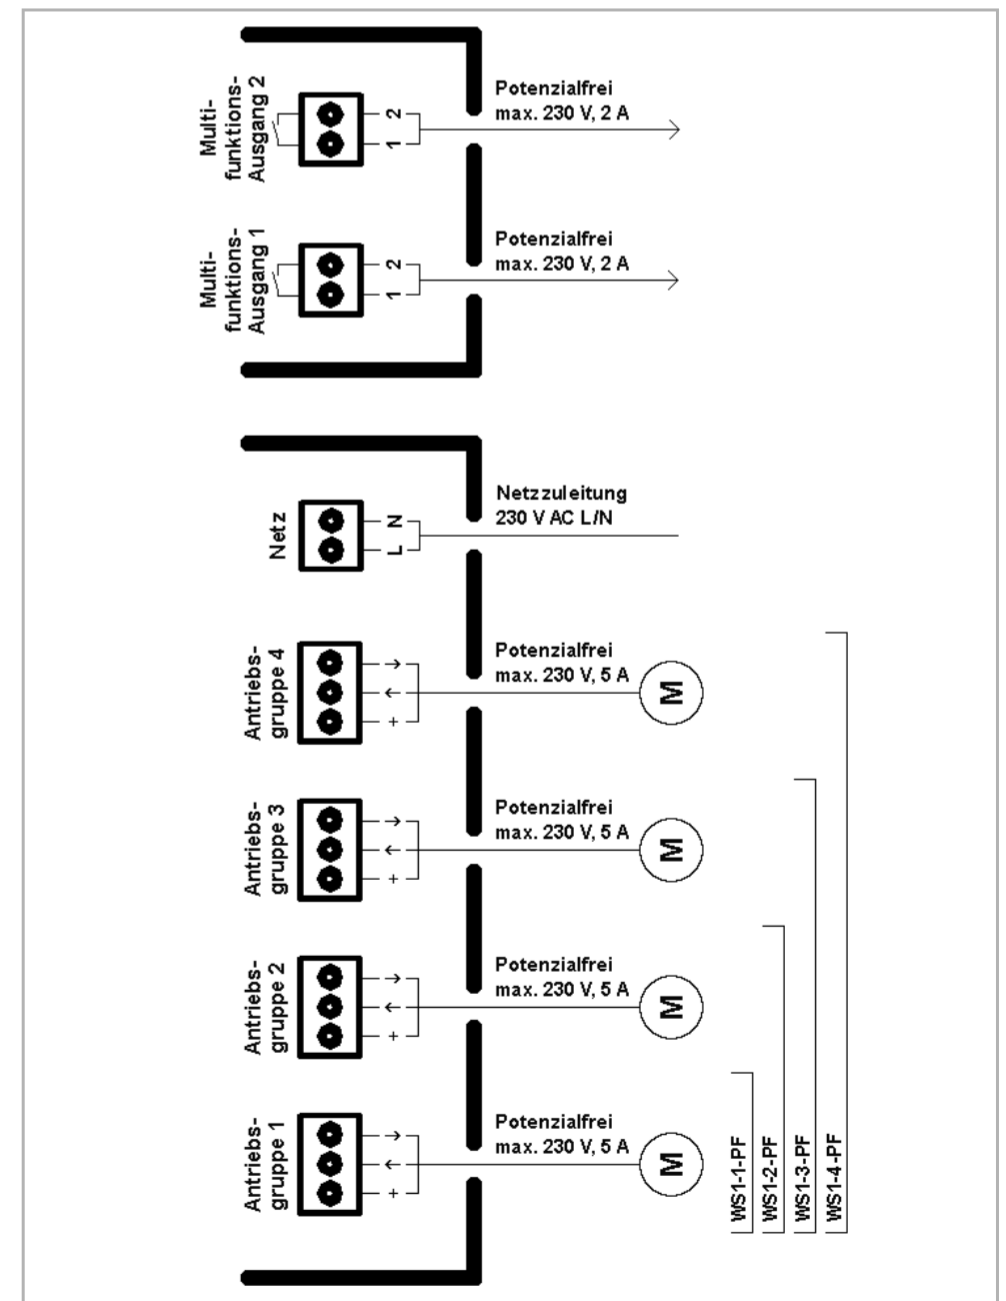 Multi-
funktions-
Ausgang 2
2
1
Potenzialfrei
max. 230 V, 2 A
Multi-
funktions-
Ausgang 1
2
1
Potenzialfrei
max. 230 V, 2 A
Netz
N
L
Netzzuleitung
230 V AC L/N
Antriebs-
gruppe 4
→
←
+
Potenzialfrei
max. 230 V, 5 A
M
Antriebs-
gruppe 3
→
←
+
Potenzialfrei
max. 230 V, 5 A
M
Antriebs-
gruppe 2
→
←
+
Potenzialfrei
max. 230 V, 5 A
M
Antriebs-
gruppe 1
→
←
+
Potenzialfrei
max. 230 V, 5 A
M
WS1-1-PF
WS1-2-PF
WS1-3-PF
WS1-4-PF